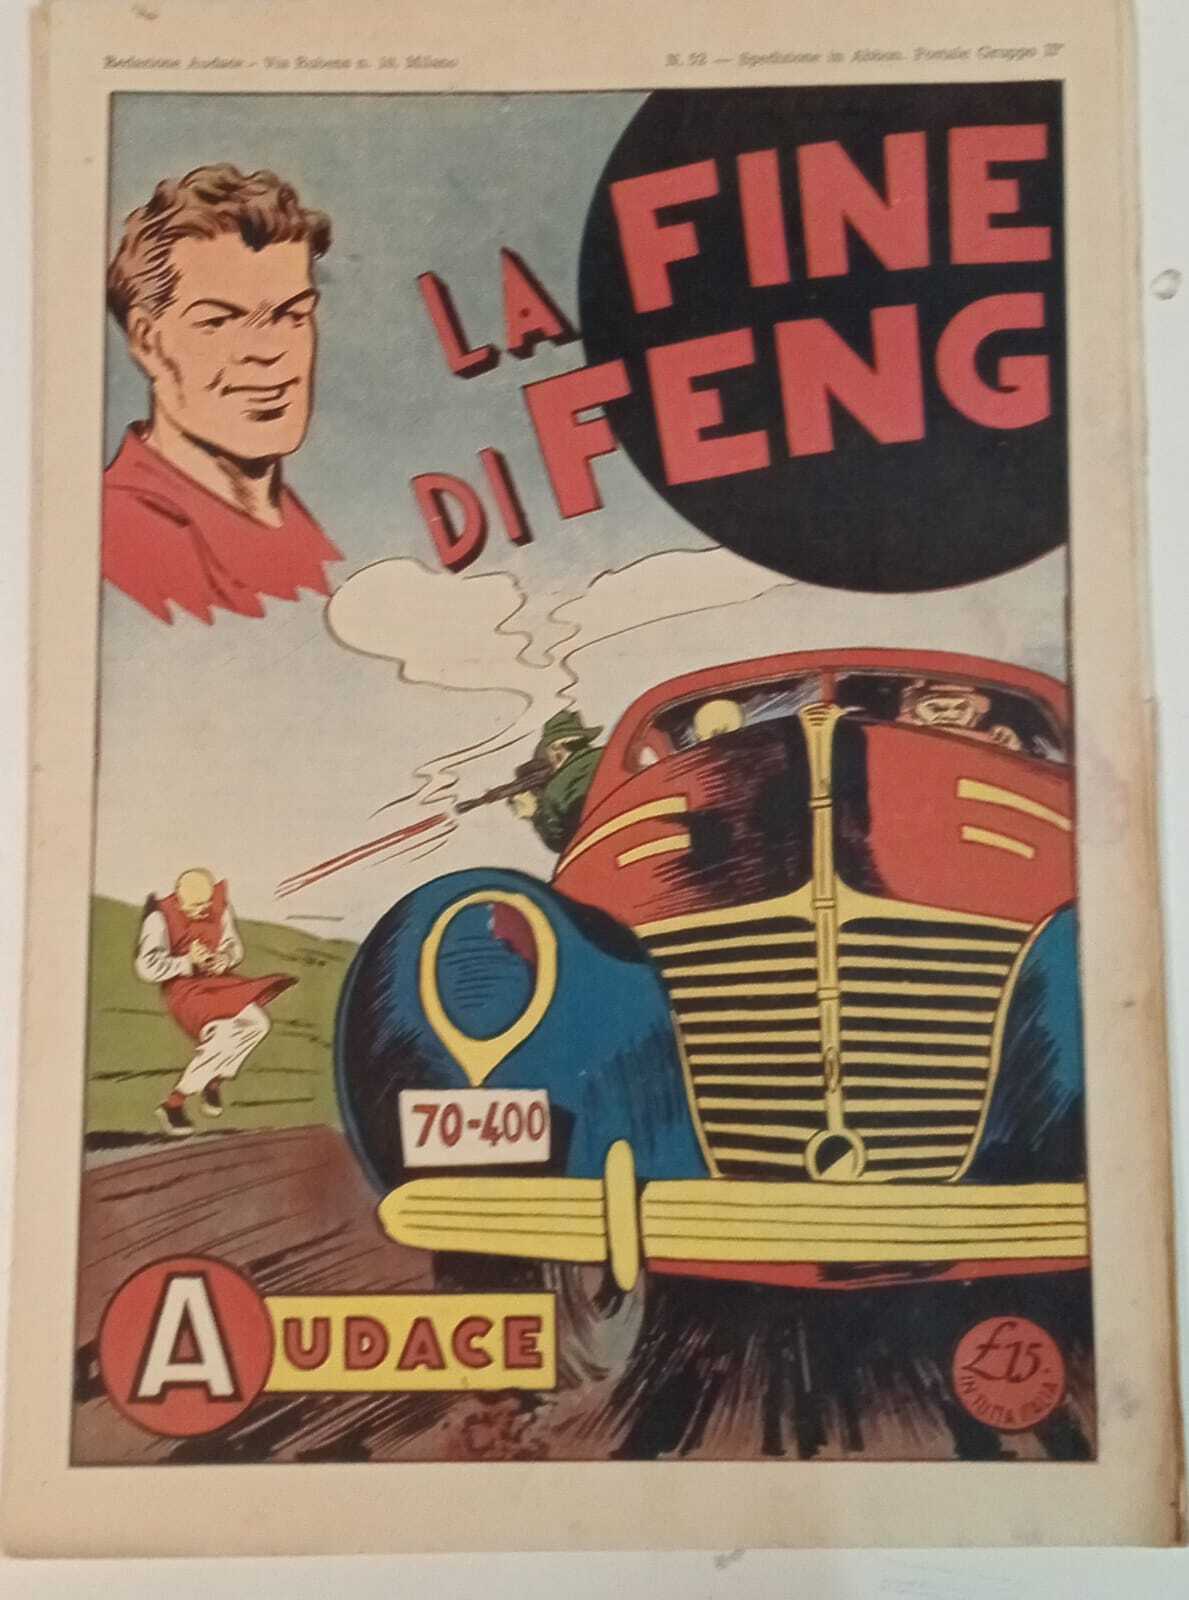 Redazione Audace - Via Rubens n. 18, Milano
N. 52 — Spedizione in Abbon. Postale Gruppo II°
LA FINE
DI FENG
70-400
AUDACE
£15
IN TUTTA ITALIA